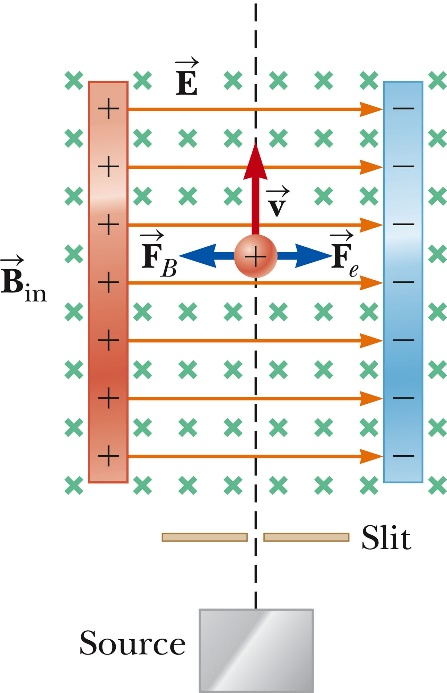 E
v
F_B
F_e
B_in
+
+
+
+
+
+
+
+
−
−
−
−
−
−
−
Slit
Source